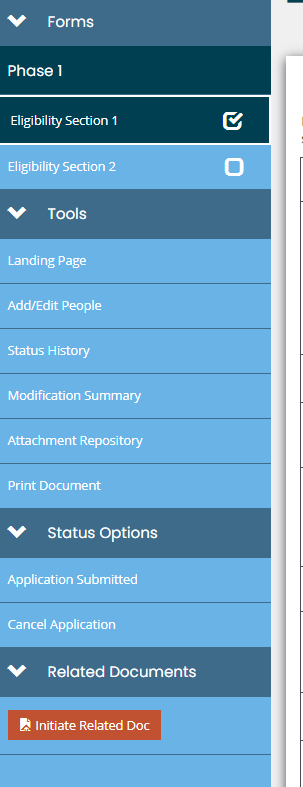 Forms
Phase 1
Eligibility Section 1
Eligibility Section 2
Tools
Landing Page
Add/Edit People
Status History
Modification Summary
Attachment Repository
Print Document
Status Options
Application Submitted
Cancel Application
Related Documents
Initiate Related Doc